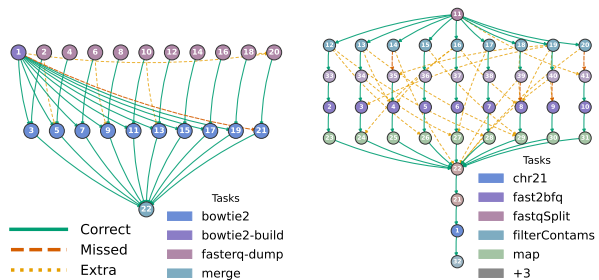 11
12 13 14 15 16 17 18 19 20
1 2 4 6 8 10 12 14 16 18 20
33 34 35 36 37 38 39 40 41
2 3 4 5 6 7 8 9 10
3 5 7 9 11 13 15 17 19 21
22
22
21
1
32
Correct
Missed
Extra
Tasks
bowtie2
bowtie2-build
fasterq-dump
merge
Tasks
chr21
fast2bfq
fastqSplit
filterContams
map
+3